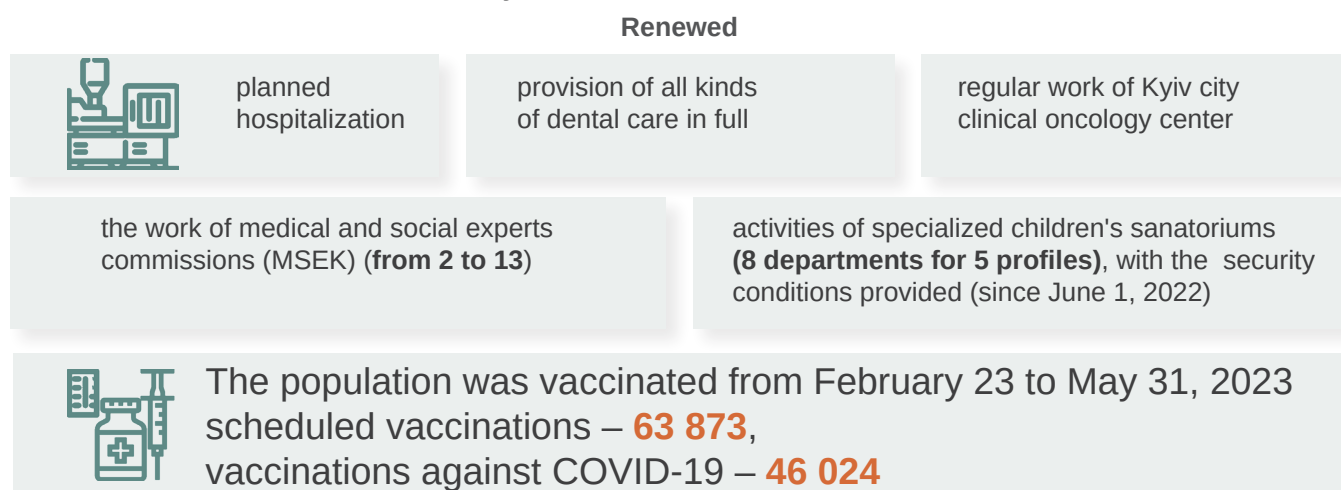 Renewed
planned
hospitalization
provision of all kinds
of dental care in full
regular work of Kyiv city
clinical oncology center
the work of medical and social experts
commissions (MSEK) (from 2 to 13)
activities of specialized children's sanatoriums
(8 departments for 5 profiles), with the security
conditions provided (since June 1, 2022)
The population was vaccinated from February 23 to May 31, 2023
scheduled vaccinations – 63 873,
vaccinations against COVID-19 – 46 024